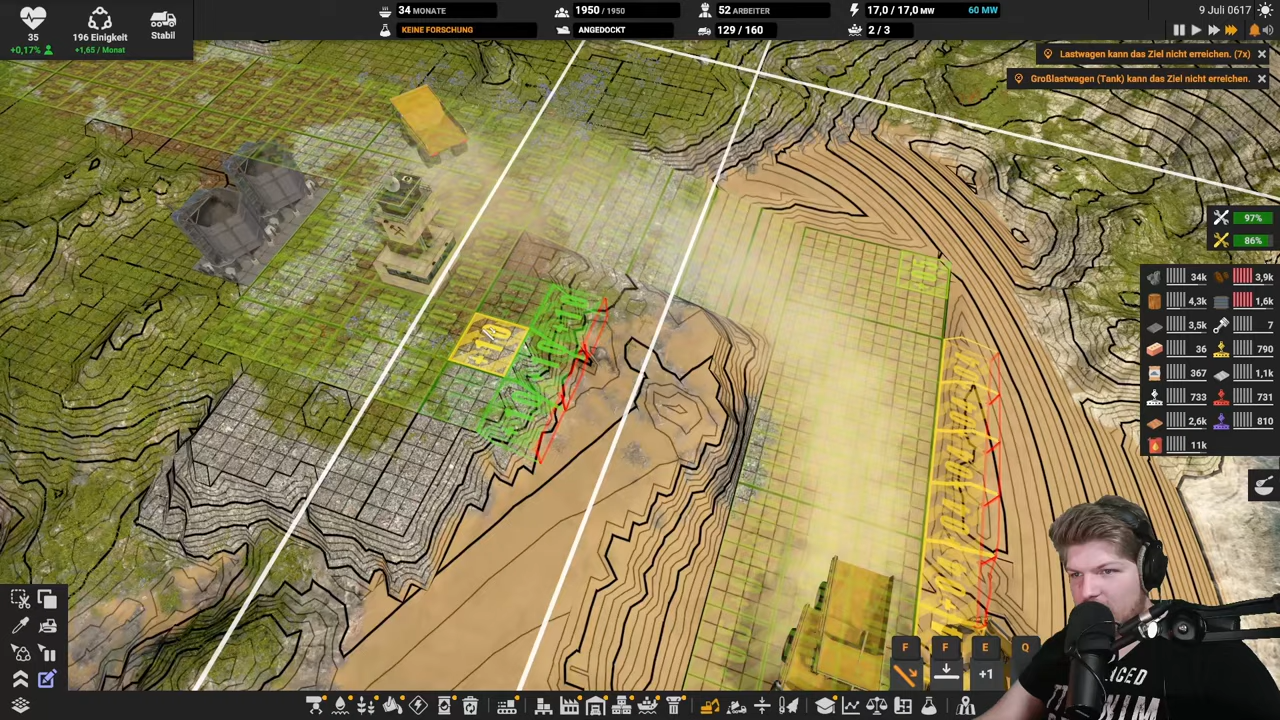 34 MONATE
1950 / 1950
52 ARBEITER
17,0 / 17,0 MW
60 MW
9 Juli 0617
35
196 Einigkeit
Stabil
+0,17%
+1,65 / Monat
KEINE FORSCHUNG
ANGEDOCKT
129 / 160
2 / 3
Lastwagen kann das Ziel nicht erreichen. (7x)
Großlastwagen (Tank) kann das Ziel nicht erreichen.
97%
86%
34k
3,9k
4,3k
1,6k
3,5k
7
36
790
367
1,1k
733
731
2,6k
810
11k
F
F
E
Q
+1